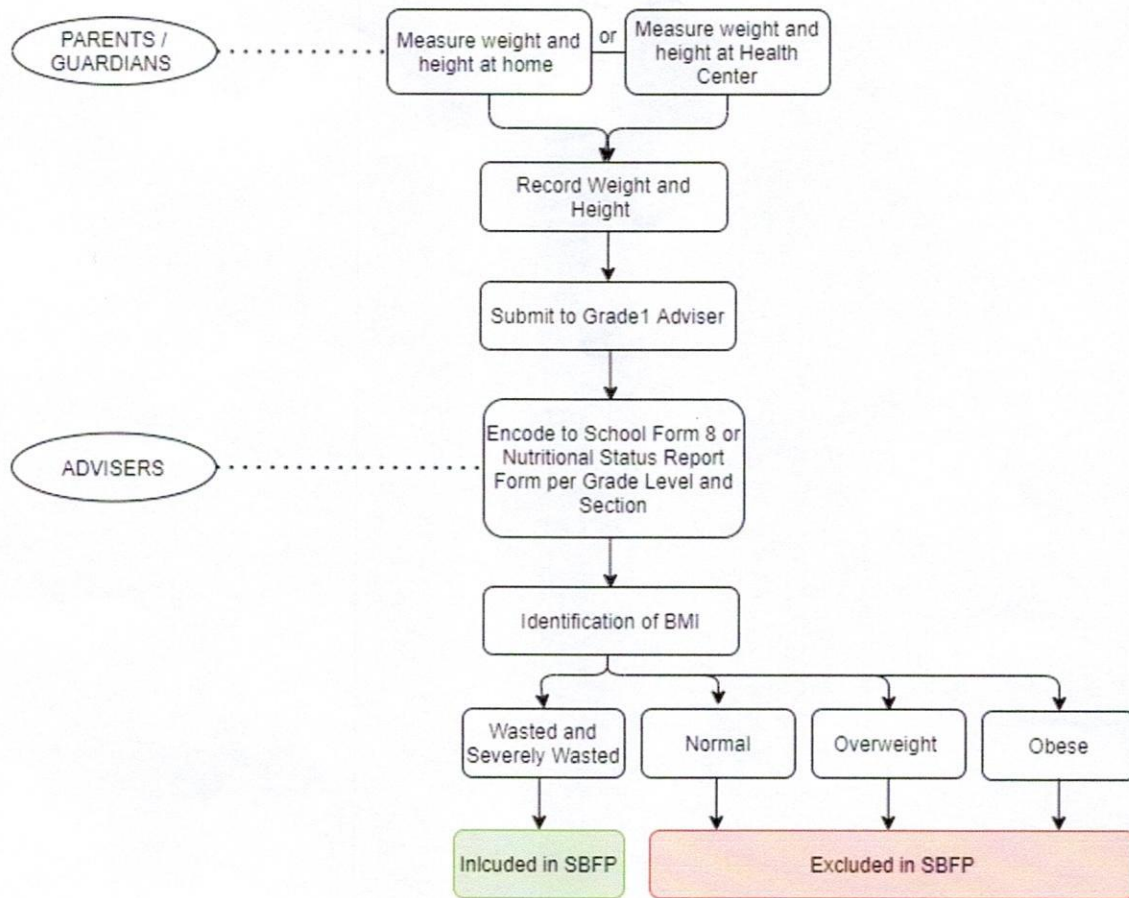 PARENTS /
GUARDIANS
Measure weight and
height at home
or
Measure weight and
height at Health
Center
Record Weight and
Height
Submit to Grade1 Adviser
ADVISERS
Encode to School Form 8 or
Nutritional Status Report
Form per Grade Level and
Section
Identification of BMI
Wasted and
Severely Wasted
Normal
Overweight
Obese
Inlcuded in SBFP
Excluded in SBFP